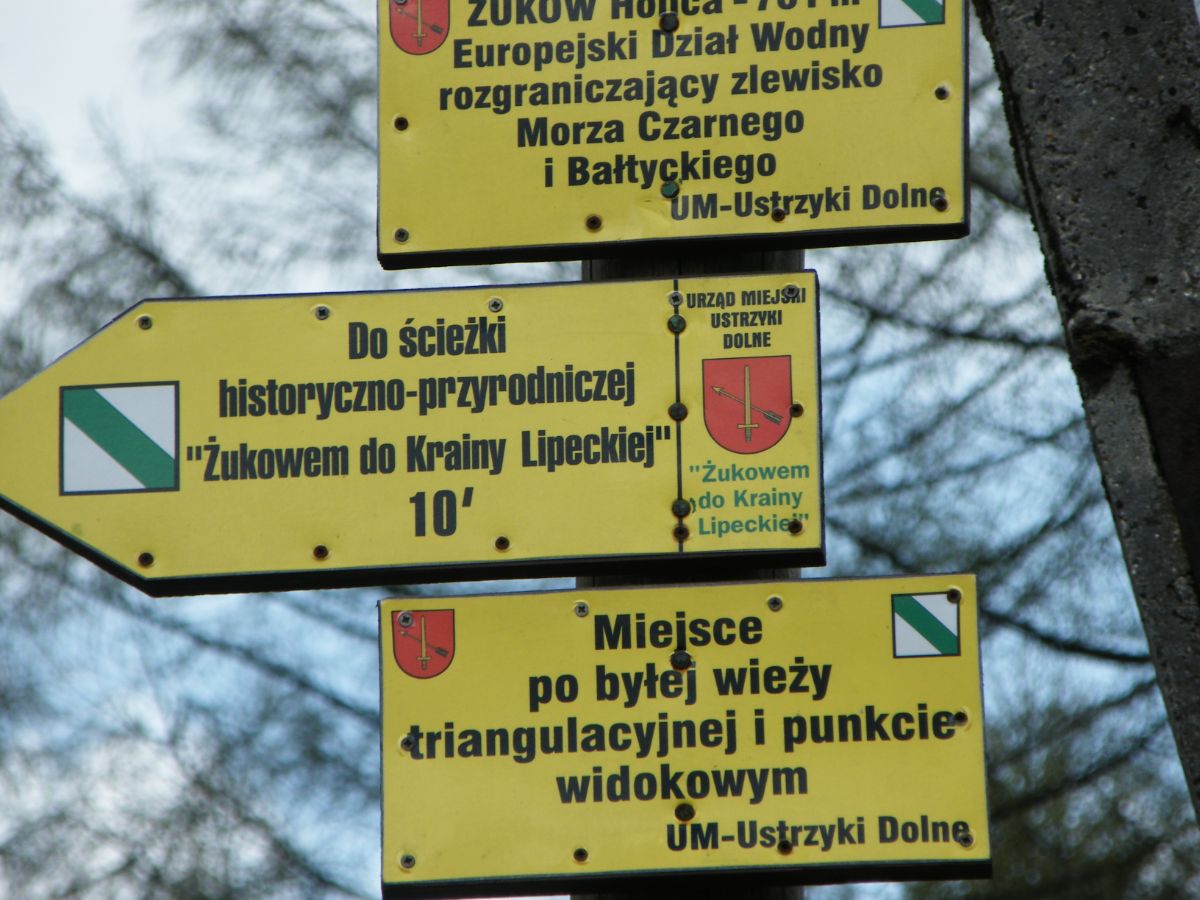 ŻUKÓW
Europejski Dział Wodny
rozgraniczający zlewisko
Morza Czarnego
i Bałtyckiego
UM-Ustrzyki Dolne
Do ścieżki
historyczno-przyrodniczej
"Żukowem do Krainy Lipeckiej"
10′
URZĄD MIEJSKI
USTRZYKI
DOLNE
"Żukowem
do Krainy
Lipeckiej"
Miejsce
po byłej wieży
triangulacyjnej i punkcie
widokowym
UM-Ustrzyki Dolne